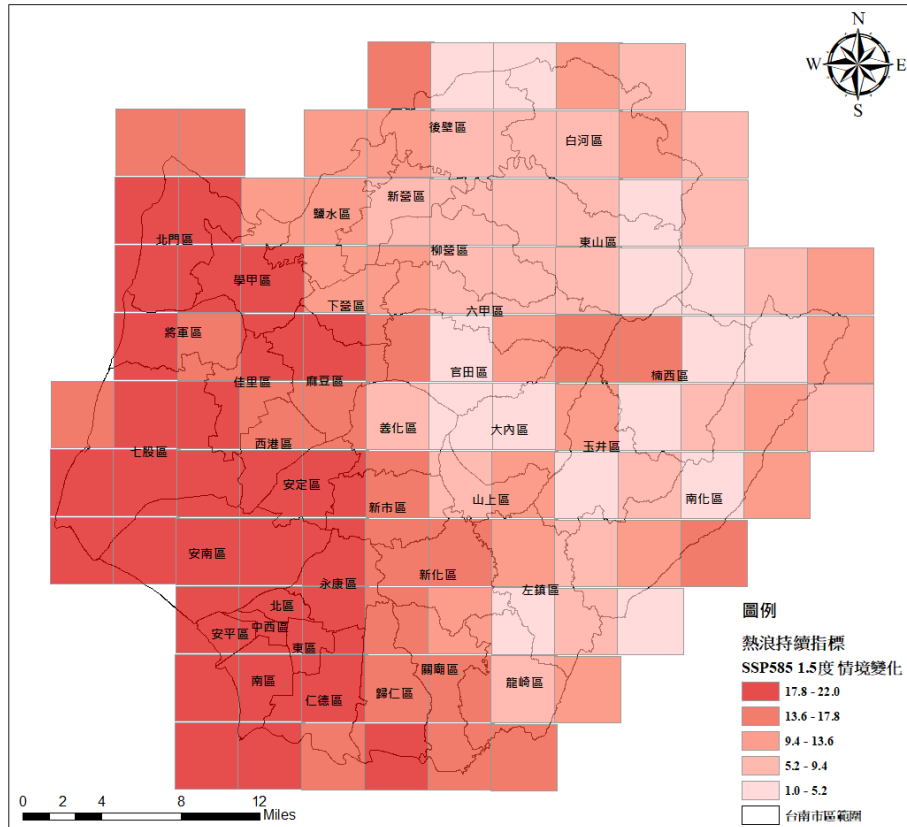 N
W E
S
後壁區
白河區
新營區
鹽水區
北門區
東山區
柳營區
學甲區
下營區
六甲區
將軍區
官田區
楠西區
佳里區
麻豆區
善化區
大內區
西港區
玉井區
七股區
安定區
山上區
南化區
新市區
安南區
永康區
新化區
左鎮區
北區
中西區
安平區
東區
關廟區
南區
龍崎區
歸仁區
仁德區
圖例
熱浪持續指標
SSP585 1.5度 情境變化
17.8 - 22.0
13.6 - 17.8
9.4 - 13.6
5.2 - 9.4
1.0 - 5.2
台南市區範圍
0 2 4 8 12
Miles